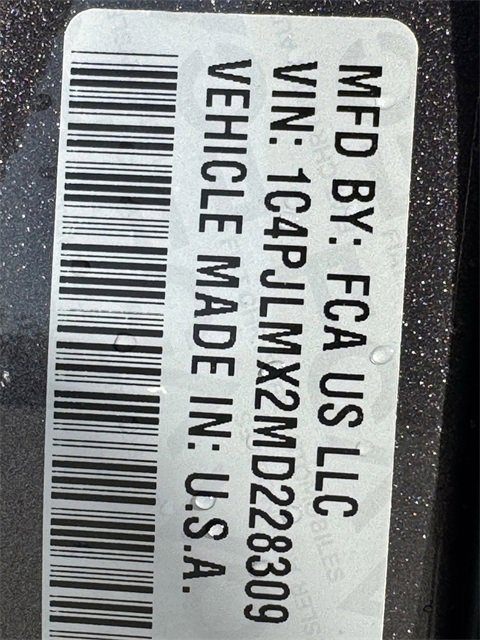 MFD BY: FCA US LLC
VIN: 1C4PJLMX2MD228309
VEHICLE MADE IN: U.S.A.